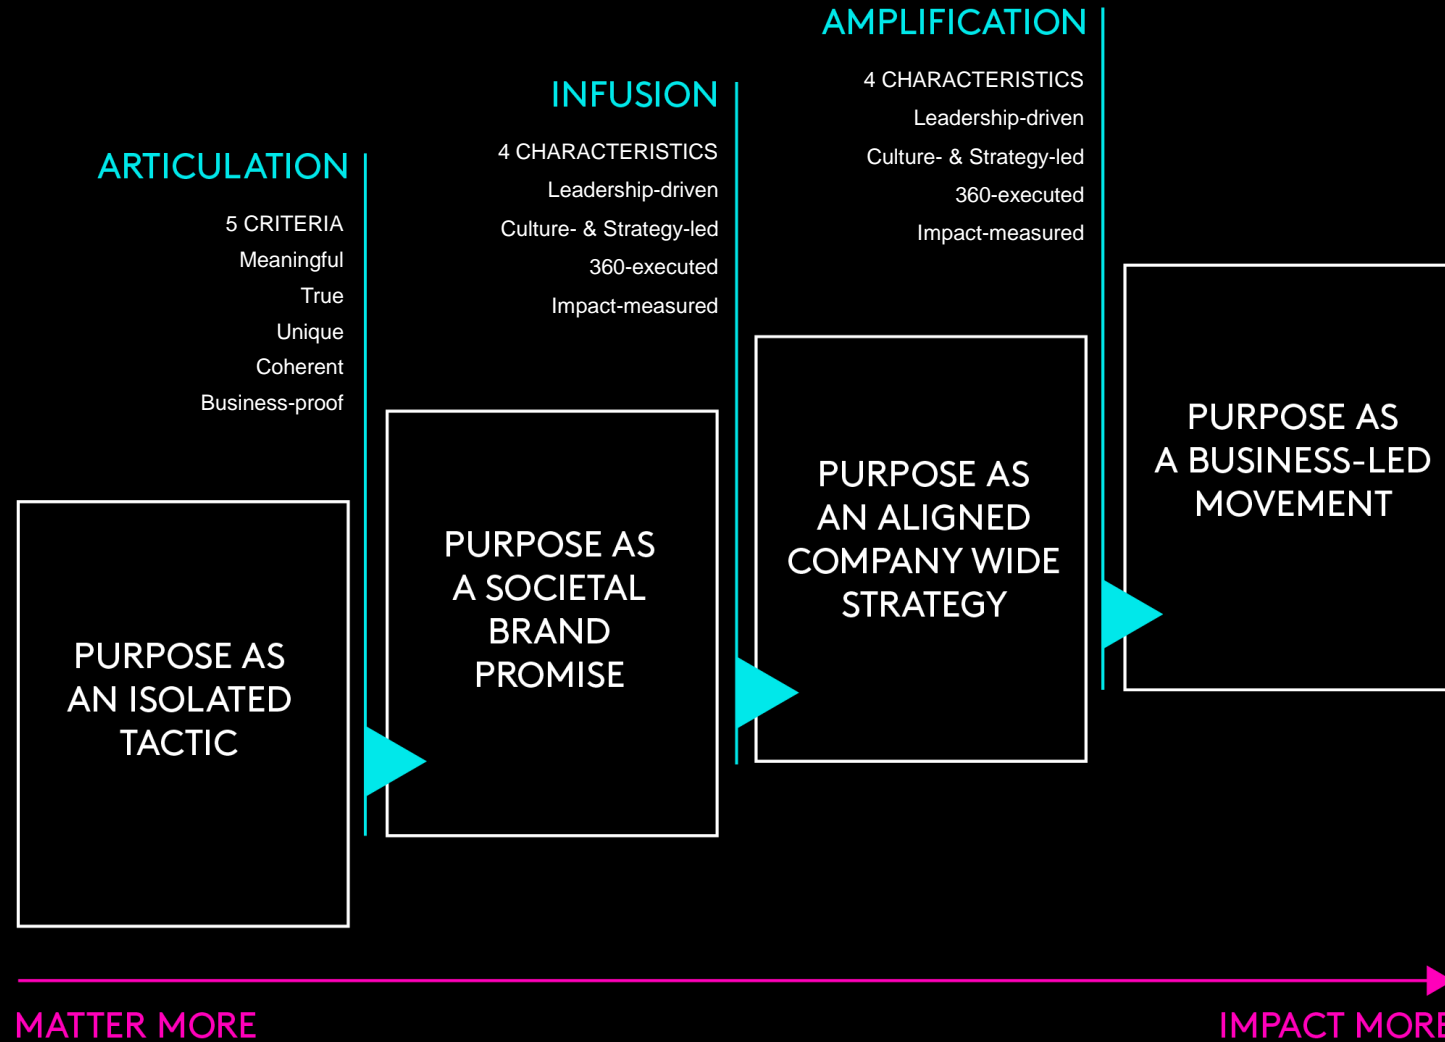 ARTICULATION
5 CRITERIA
Meaningful
True
Unique
Coherent
Business-proof
INFUSION
4 CHARACTERISTICS
Leadership-driven
Culture- & Strategy-led
360-executed
Impact-measured
AMPLIFICATION
4 CHARACTERISTICS
Leadership-driven
Culture- & Strategy-led
360-executed
Impact-measured
PURPOSE AS
AN ISOLATED
TACTIC
PURPOSE AS
A SOCIETAL
BRAND
PROMISE
PURPOSE AS
AN ALIGNED
COMPANY WIDE
STRATEGY
PURPOSE AS
A BUSINESS-LED
MOVEMENT
MATTER MORE
IMPACT MORE